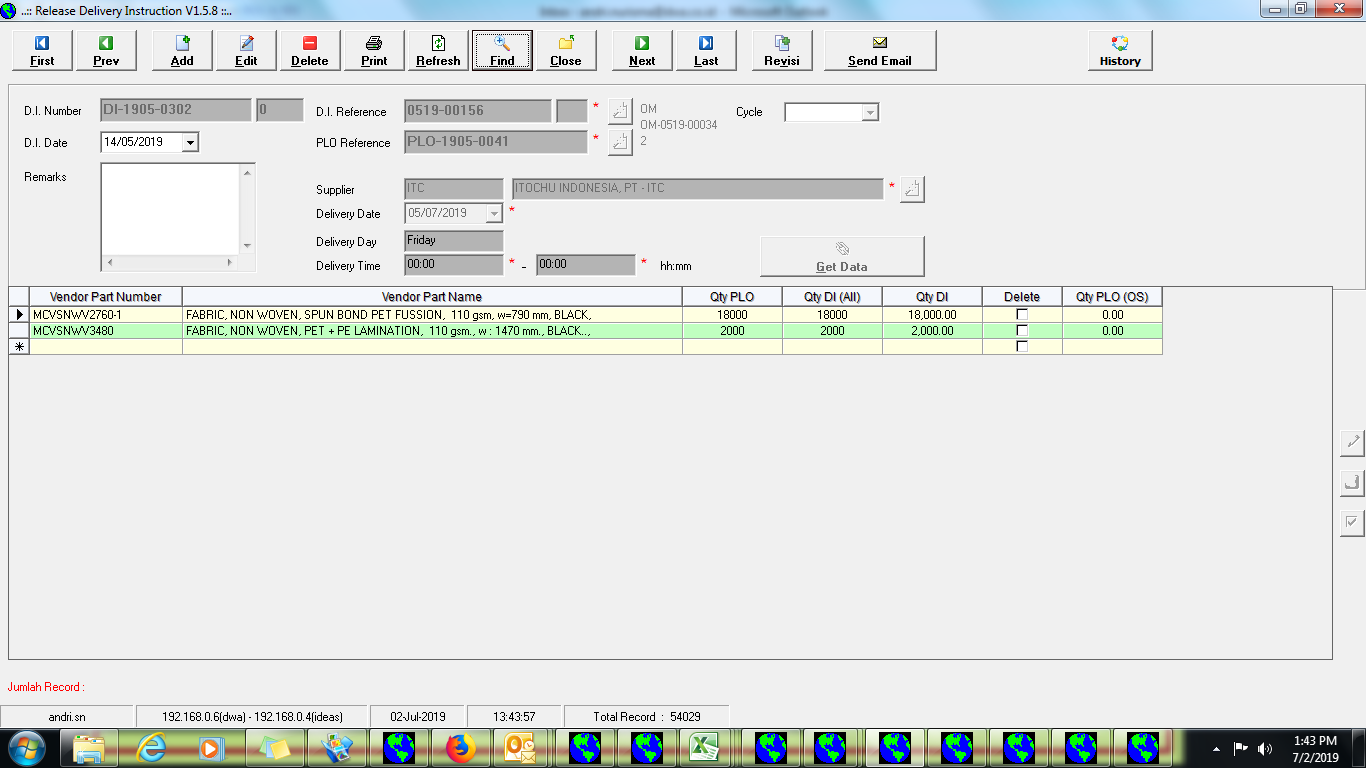 ..:: Release Delivery Instruction V1.5.8 ::..
First Prev Add Edit Delete Print Refresh Find Close Next Last Revisi Send Email History
D.I. Number DI-1905-0302 0 D.I. Reference 0519-00156 * OM Cycle
OM-0519-00034
D.I. Date 14/05/2019 PLO Reference PLO-1905-0041 * 2
Remarks
Supplier ITC ITOCHU INDONESIA, PT - ITC *
Delivery Date 05/07/2019 *
Delivery Day Friday
Delivery Time 00:00 * - 00:00 * hh:mm Get Data
Vendor Part Number Vendor Part Name Qty PLO Qty DI (All) Qty DI Delete Qty PLO (OS)
MCVSNWV2760-1 FABRIC, NON WOVEN, SPUN BOND PET FUSSION, 110 gsm, w=790 mm, BLACK, 18000 18000 18,000.00 0.00
MCVSNWV3480 FABRIC, NON WOVEN, PET + PE LAMINATION, 110 gsm., w : 1470 mm., BLACK.., 2000 2000 2,000.00 0.00
Jumlah Record :
andri.sn 192.168.0.6(dwa) - 192.168.0.4(ideas) 02-Jul-2019 13:43:57 Total Record : 54029
1:43 PM
7/2/2019